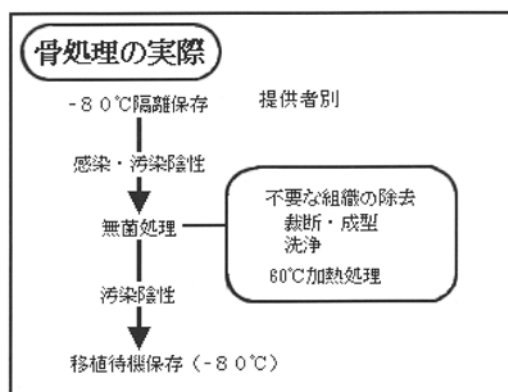 骨処理の実際
-80℃隔離保存　提供者別
感染・汚染陰性
無菌処理
不要な組織の除去
裁断・成型
洗浄
60℃加熱処理
汚染陰性
移植待機保存(-80℃)